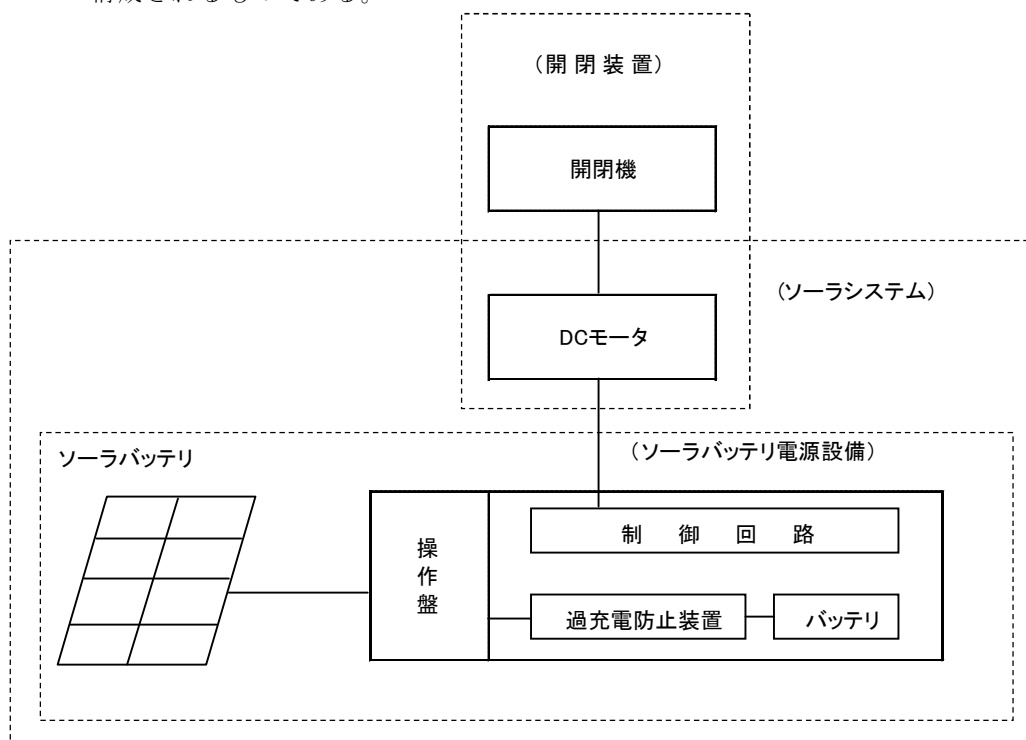 構成されるものである。
（開 閉 装 置）
開閉機
（ソーラシステム）
DCモータ
（ソーラバッテリ電源設備）
ソーラバッテリ
制 御 回 路
操作盤
過充電防止装置
バッテリ